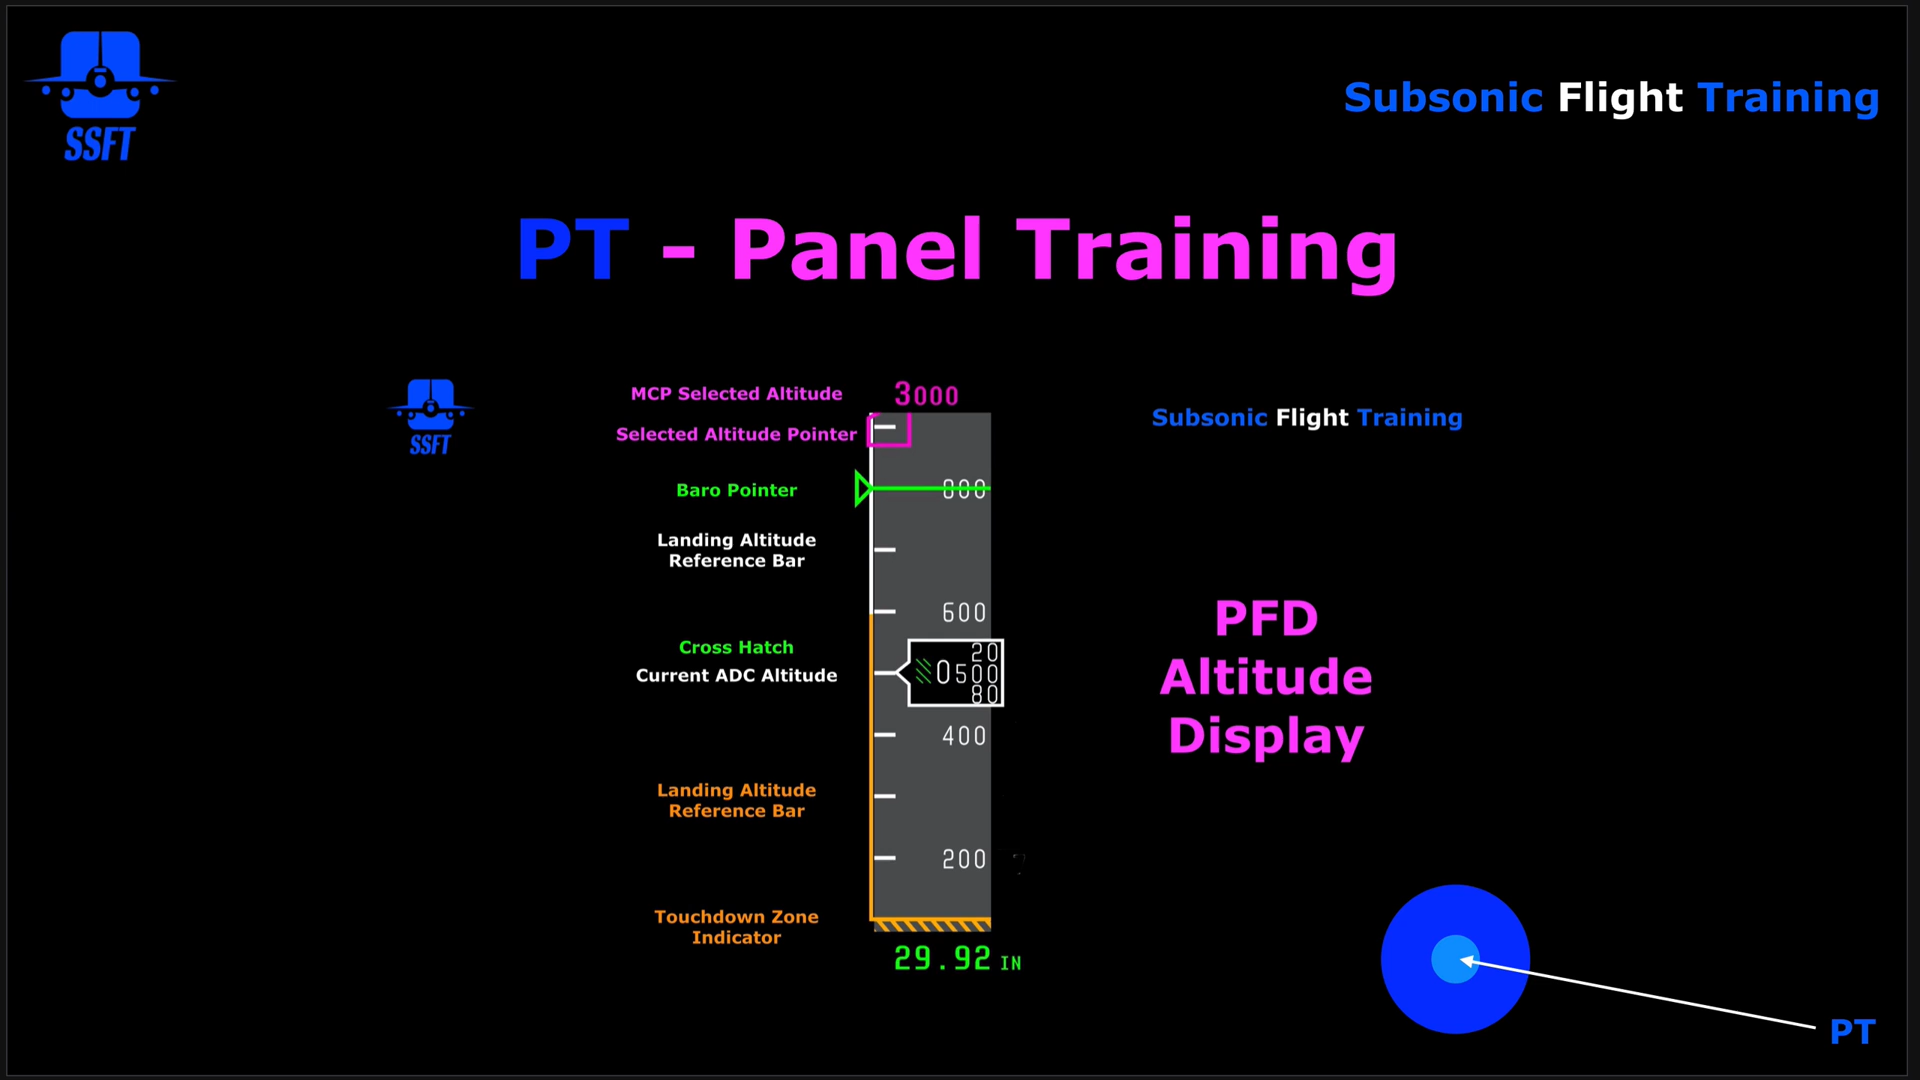 SSFT
Subsonic Flight Training
PT - Panel Training
SSFT
MCP Selected Altitude
3000
Subsonic Flight Training
Selected Altitude Pointer
Baro Pointer
800
Landing Altitude
Reference Bar
600
Cross Hatch
Current ADC Altitude
20
0500
80
400
Landing Altitude
Reference Bar
200
Touchdown Zone
Indicator
29.92 IN
PFD
Altitude
Display
PT